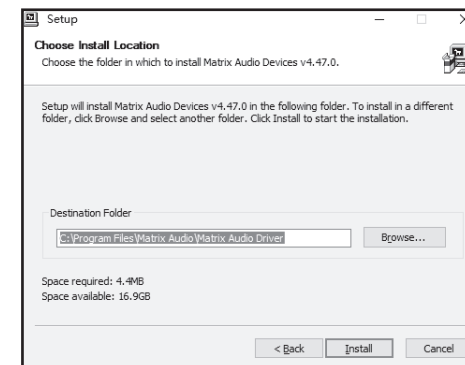 Setup
Choose Install Location
Choose the folder in which to install Matrix Audio Devices v4.47.0.
Setup will install Matrix Audio Devices v4.47.0 in the following folder. To install in a different
folder, click Browse and select another folder. Click Install to start the installation.
Destination Folder
C:\Program Files\Matrix Audio\Matrix Audio Driver
Browse...
Space required: 4.4MB
Space available: 16.9GB
< Back
Install
Cancel